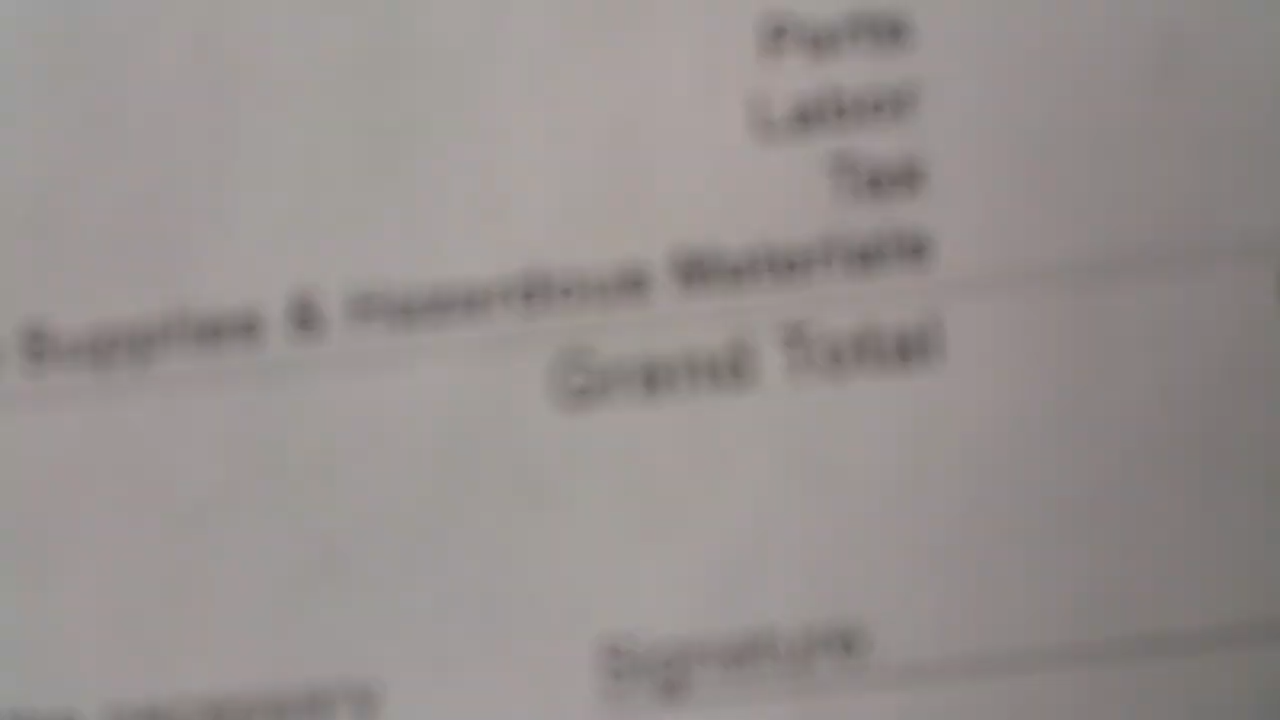 Parts
Labor
Tax
Supplies & Hazardous Materials
Grand Total
Signature